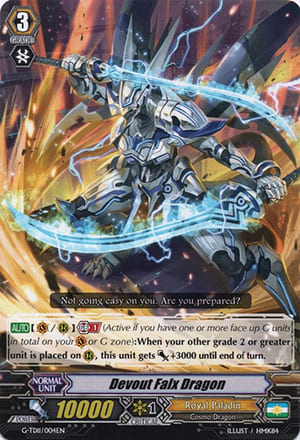 3
GRADE
Not going easy on you. Are you prepared?
AUTO [ / ] 1 (Active if you have one or more face up G units
in total on your or G zone):When your other grade 2 or greater
unit is placed on , this unit gets +3000 until end of turn.
NORMAL
UNIT
Devout Falx Dragon
10000
1
CRITICAL
Royal Paladin
Cosmo Dragon
G-TD11/004EN
ILLUST / HMK84